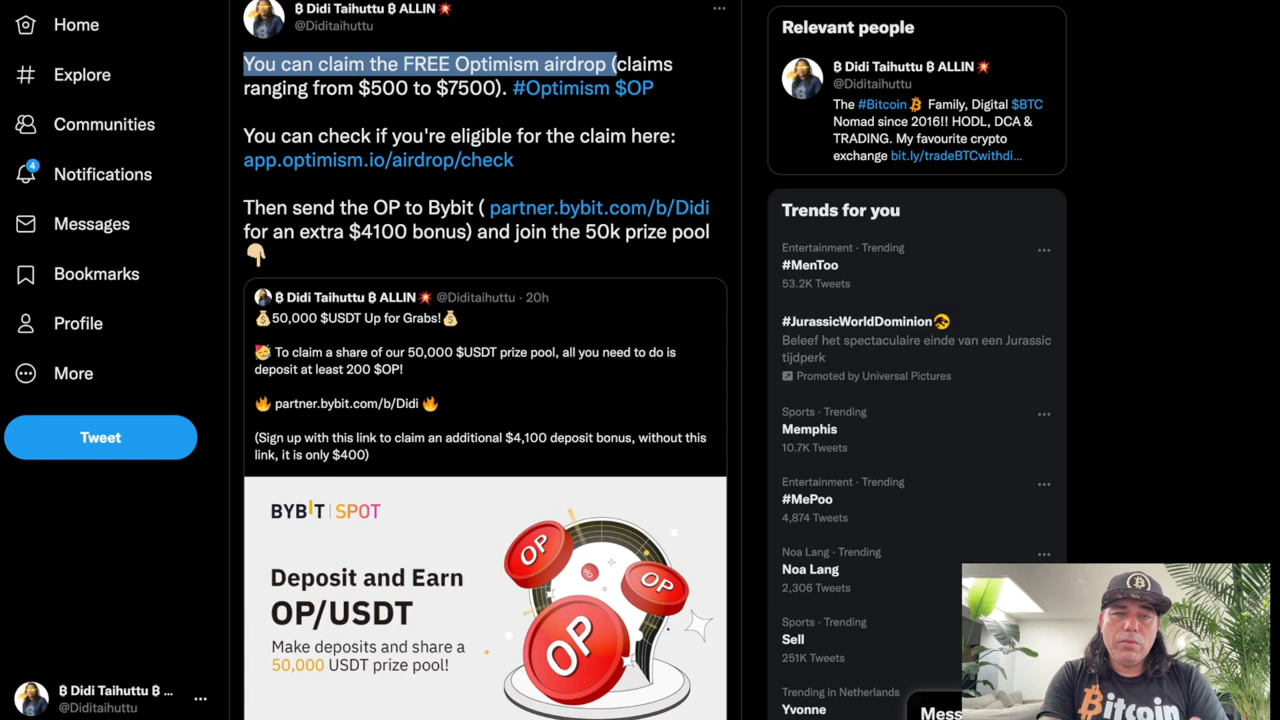 Home
Explore
Communities
4
Notifications
Messages
Bookmarks
Profile
More
Tweet
₿ Didi Taihuttu ₿ ...
@Diditaihuttu
₿ Didi Taihuttu ₿ ALLIN💥
@Diditaihuttu
You can claim the FREE Optimism airdrop (claims
ranging from $500 to $7500). #Optimism $OP
You can check if you're eligible for the claim here:
app.optimism.io/airdrop/check
Then send the OP to Bybit ( partner.bybit.com/b/Didi
for an extra $4100 bonus) and join the 50k prize pool
👇🏼
₿ Didi Taihuttu ₿ ALLIN💥 @Diditaihuttu · 20h
💰50,000 $USDT Up for Grabs!💰
🥳 To claim a share of our 50,000 $USDT prize pool, all you need to do is
deposit at least 200 $OP!
🔥 partner.bybit.com/b/Didi 🔥
(Sign up with this link to claim an additional $4,100 deposit bonus, without this
link, it is only $400)
BYBIT | SPOT
Deposit and Earn
OP/USDT
Make deposits and share a
50,000 USDT prize pool!
OP
OP
OP
Relevant people
₿ Didi Taihuttu ₿ ALLIN💥
@Diditaihuttu
The #Bitcoin Family, Digital $BTC
Nomad since 2016!! HODL, DCA &
TRADING. My favourite crypto
exchange bit.ly/tradeBTCwithdi...
Trends for you
Entertainment · Trending
#MenToo
53.2K Tweets
#JurassicWorldDominion
Beleef het spectaculaire einde van een Jurassic
tijdperk
Promoted by Universal Pictures
Sports · Trending
Memphis
10.7K Tweets
Entertainment · Trending
#MePoo
4,874 Tweets
Noa Lang · Trending
Noa Lang
2,306 Tweets
Sports · Trending
Sell
251K Tweets
Trending in Netherlands
Yvonne
Mess
Bitcoin